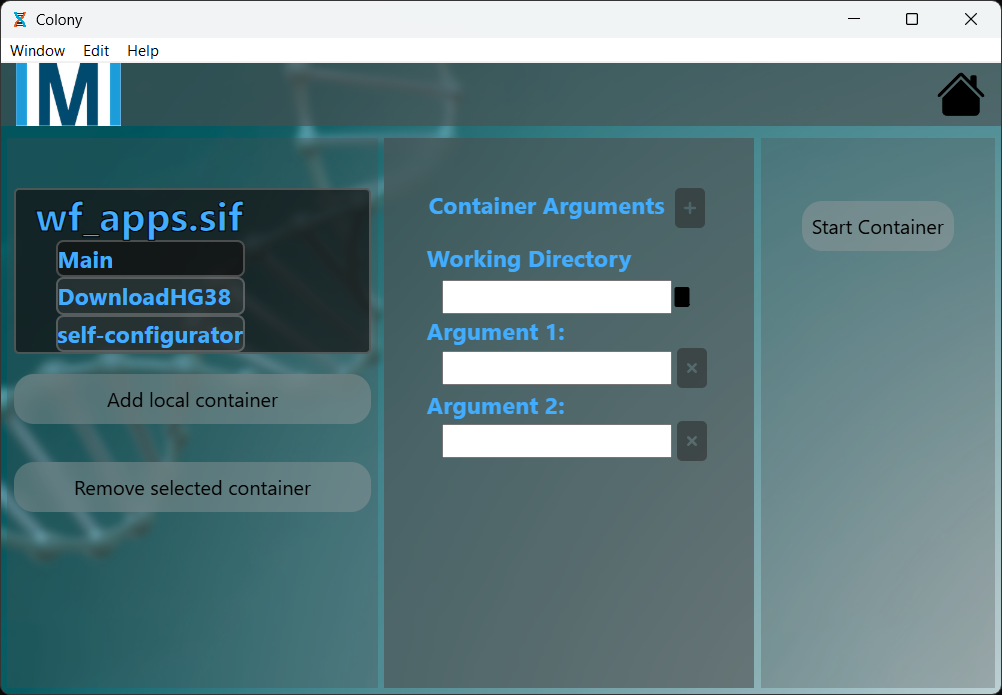 Colony
Window Edit Help
M
wf_apps.sif
Main
DownloadHG38
self-configurator
Add local container
Remove selected container
Container Arguments +
Working Directory
Argument 1:
×
Argument 2:
×
Start Container